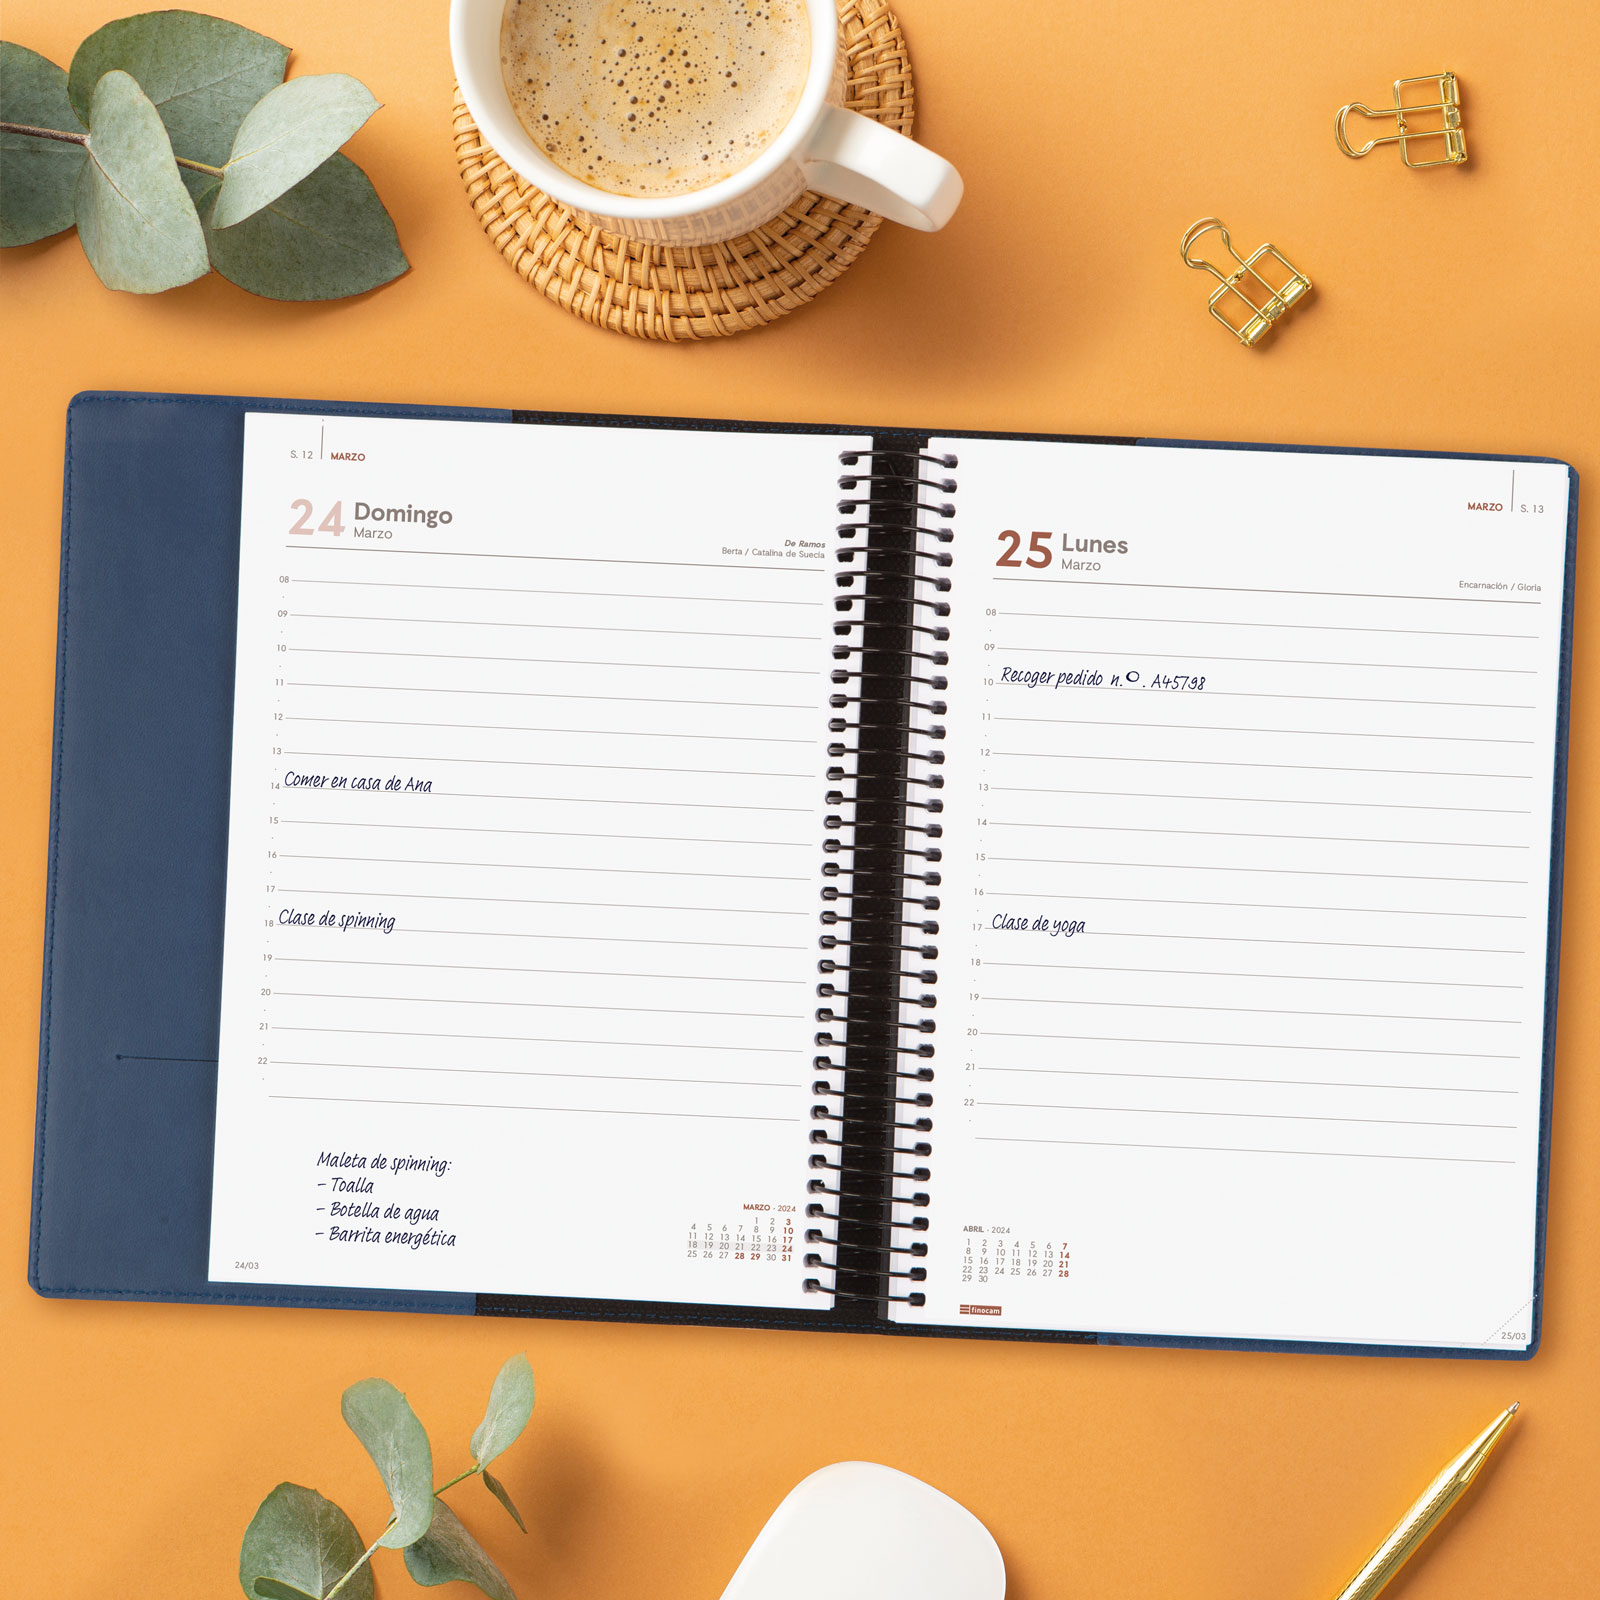 S. 12 MARZO
24 Domingo
Marzo
De Ramos
Berta / Catalina de Suecia
08
09
10
11
12
13
14 Comer en casa de Ana
15
16
17
18 Clase de spinning
19
20
21
22
Maleta de spinning:
- Toalla
- Botella de agua
- Barrita energética
MARZO - 2024
1 2 3
4 5 6 7 8 9 10
11 12 13 14 15 16 17
18 19 20 21 22 23 24
25 26 27 28 29 30 31
24/03
MARZO S. 13
25 Lunes
Marzo
Encarnación / Gloria
08
09
10 Recoger pedido n.O. A45798
11
12
13
14
15
16
17 Clase de yoga
18
19
20
21
22
ABRIL - 2024
1 2 3 4 5 6 7
8 9 10 11 12 13 14
15 16 17 18 19 20 21
22 23 24 25 26 27 28
29 30
finocam
25/03